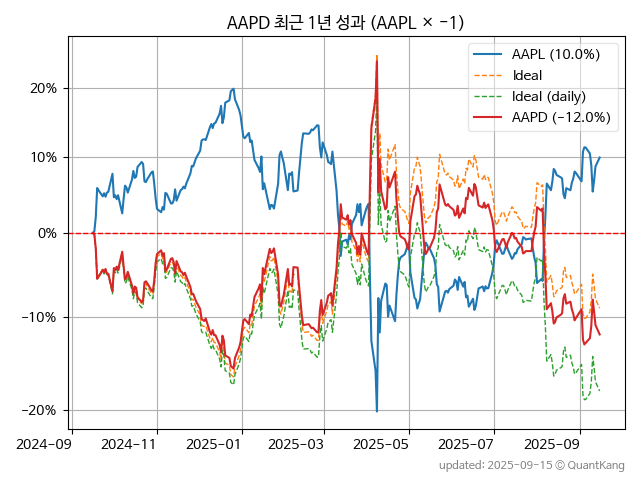 AAPD 최근 1년 성과 (AAPL × −1)
AAPL (10.0%)
Ideal
Ideal (daily)
AAPD (−12.0%)
20%
10%
0%
−10%
−20%
2024-09
2024-11
2025-01
2025-03
2025-05
2025-07
2025-09
updated: 2025-09-15 © QuantKang